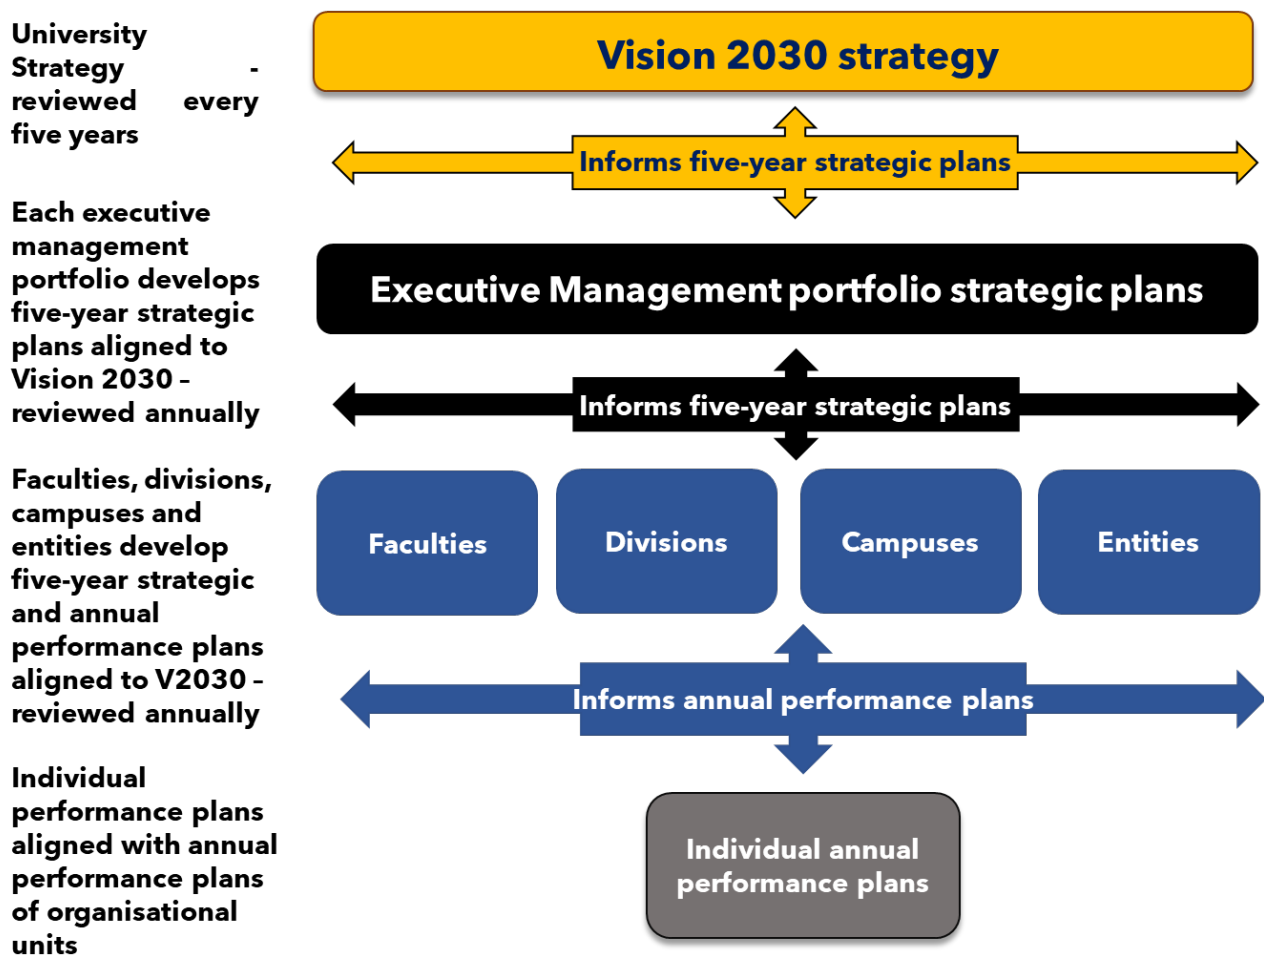 University
Strategy -
reviewed every
five years
Vision 2030 strategy
Informs five-year strategic plans
Each executive
management
portfolio develops
five-year strategic
plans aligned to
Vision 2030 –
reviewed annually
Executive Management portfolio strategic plans
Informs five-year strategic plans
Faculties, divisions,
campuses and
entities develop
five-year strategic
and annual
performance plans
aligned to V2030 –
reviewed annually
Faculties
Divisions
Campuses
Entities
Informs annual performance plans
Individual
performance plans
aligned with annual
performance plans
of organisational
units
Individual annual
performance plans